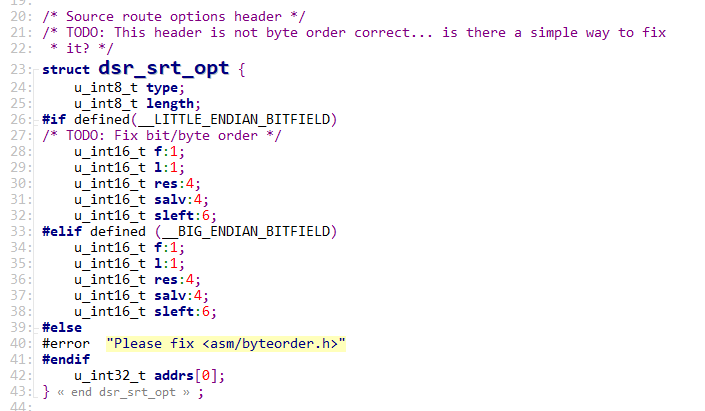 20: /* Source route options header */
21: /* TODO: This header is not byte order correct... is there a simple way to fix
22:  * it? */
23: struct dsr_srt_opt {
24:     u_int8_t type;
25:     u_int8_t length;
26: #if defined(__LITTLE_ENDIAN_BITFIELD)
27: /* TODO: Fix bit/byte order */
28:     u_int16_t f:1;
29:     u_int16_t l:1;
30:     u_int16_t res:4;
31:     u_int16_t salv:4;
32:     u_int16_t sleft:6;
33: #elif defined (__BIG_ENDIAN_BITFIELD)
34:     u_int16_t f:1;
35:     u_int16_t l:1;
36:     u_int16_t res:4;
37:     u_int16_t salv:4;
38:     u_int16_t sleft:6;
39: #else
40: #error  "Please fix <asm/byteorder.h>"
41: #endif
42:     u_int32_t addrs[0];
43: } « end dsr_srt_opt » ;
44: